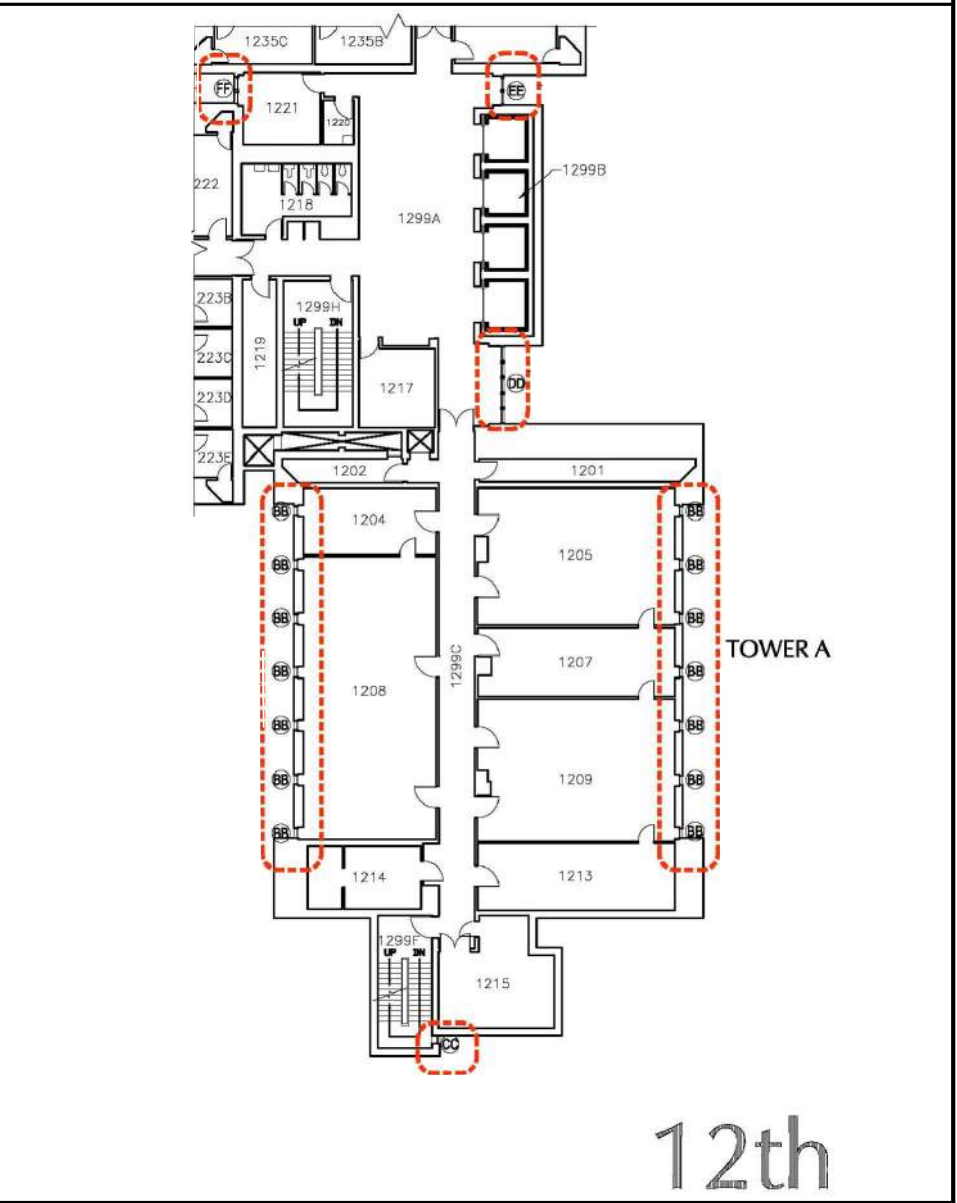 1235C
1235B
FF
EE
1221
1220
1299B
222
1218
1299A
223B
1299H
UP DN
223C
1219
DD
1217
223D
223E
1202
1201
BB
BB
1204
1205
BB
BB
BB
BB
TOWER A
1207
1299C
BB
BB
1208
BB
BB
1209
BB
BB
BB
BB
1214
1213
1299F
UP DN
1215
CC
12th